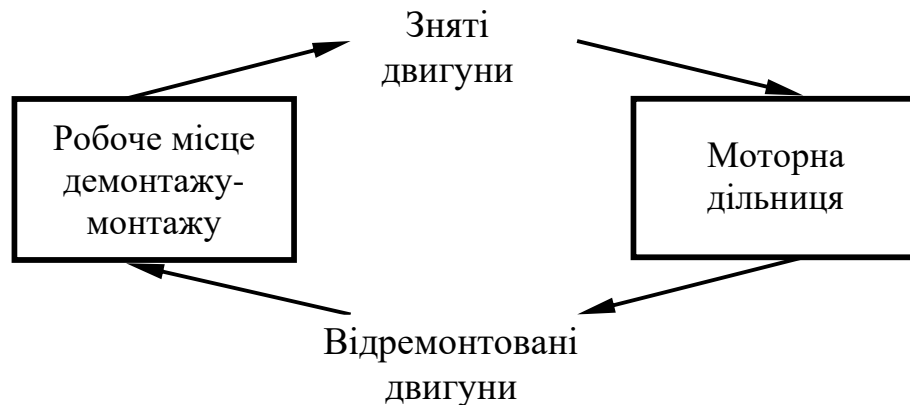 Зняті
двигуни
Робоче місце
демонтажу-
монтажу
Моторна
дільниця
Відремонтовані
двигуни